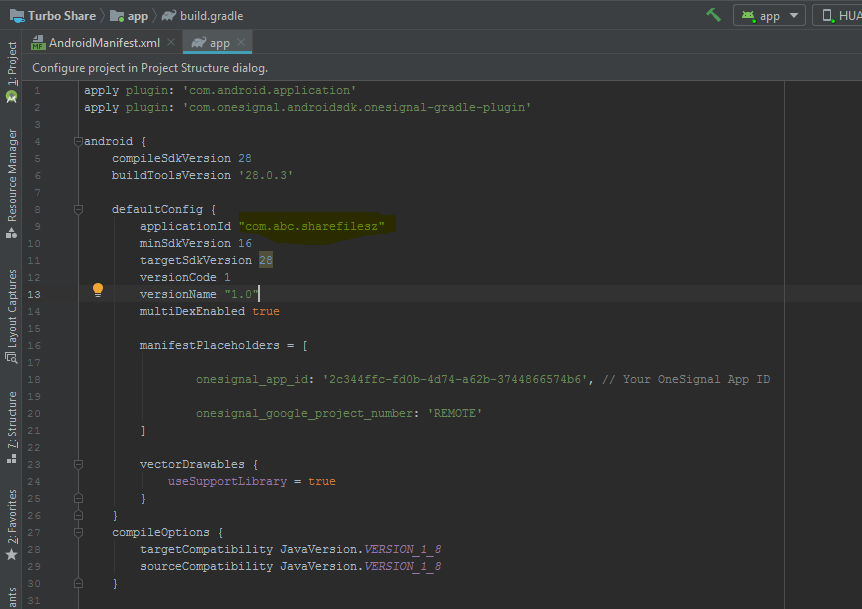 Turbo Share app build.gradle app HUA
AndroidManifest.xml app
Configure project in Project Structure dialog.
1: Project
Resource Manager
Layout Captures
7: Structure
2: Favorites
ants
1 apply plugin: 'com.android.application'
2 apply plugin: 'com.onesignal.androidsdk.onesignal-gradle-plugin'
3
4 android {
5 compileSdkVersion 28
6 buildToolsVersion '28.0.3'
7
8 defaultConfig {
9 applicationId "com.abc.sharefilesz"
10 minSdkVersion 16
11 targetSdkVersion 28
12 versionCode 1
13 versionName "1.0"
14 multiDexEnabled true
15
16 manifestPlaceholders = [
17
18 onesignal_app_id: '2c344ffc-fd0b-4d74-a62b-3744866574b6', // Your OneSignal App ID
19
20 onesignal_google_project_number: 'REMOTE'
21 ]
22
23 vectorDrawables {
24 useSupportLibrary = true
25 }
26 }
27 compileOptions {
28 targetCompatibility JavaVersion.VERSION_1_8
29 sourceCompatibility JavaVersion.VERSION_1_8
30 }
31